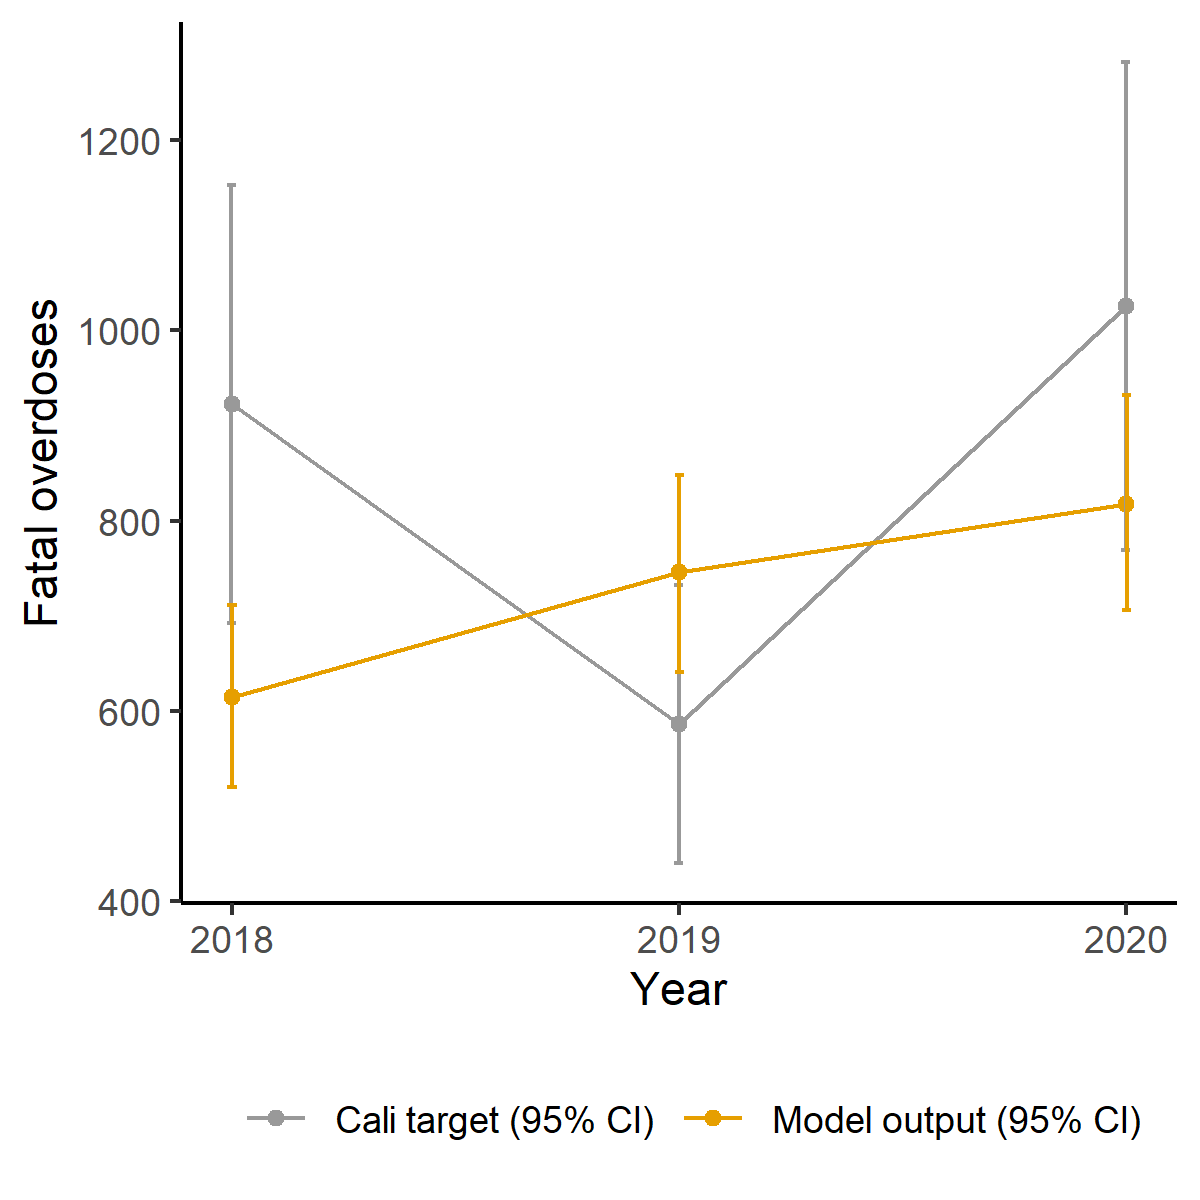 Fatal overdoses
1200
1000
800
600
400
2018 2019 2020
Year
Cali target (95% CI) Model output (95% CI)